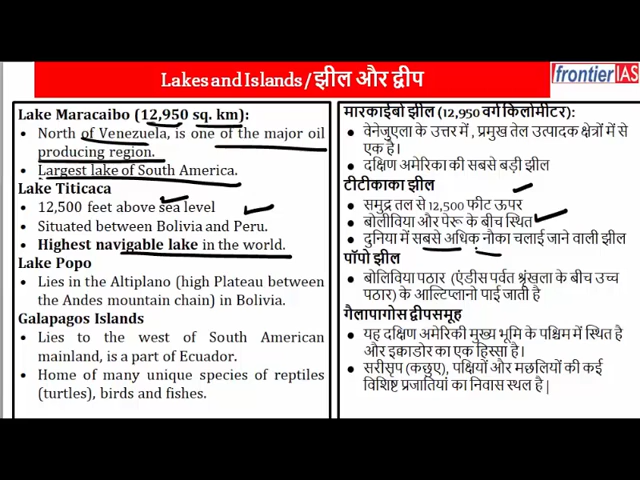 Lakes and Islands / झील और द्वीप
frontier IAS
Lake Maracaibo (12,950 sq. km):
• North of Venezuela, is one of the major oil
producing region.
• Largest lake of South America.
Lake Titicaca
• 12,500 feet above sea level
• Situated between Bolivia and Peru.
• Highest navigable lake in the world.
Lake Popo
• Lies in the Altiplano (high Plateau between
the Andes mountain chain) in Bolivia.
Galapagos Islands
• Lies to the west of South American
mainland, is a part of Ecuador.
• Home of many unique species of reptiles
(turtles), birds and fishes.
मारकाईबो झील (12,950 वर्ग किलोमीटर):
• वेनेजुएला के उत्तर में , प्रमुख तेल उत्पादक क्षेत्रों में से
एक है।
• दक्षिण अमेरिका की सबसे बड़ी झील
टीटीकाका झील
• समुद्र तल से 12,500 फीट ऊपर
• बोलीविया और पेरू के बीच स्थित
• दुनिया में सबसे अधिक नौका चलाई जाने वाली झील
पॉपो झील
• बोलिविया पठार (एंडीस पर्वत श्रृंखला के बीच उच्च
पठार) के आल्टिप्लानो पाई जाती है
गैलापागोस द्वीपसमूह
• यह दक्षिण अमेरिकी मुख्य भूमि के पश्चिम में स्थित है
और इक्वाडोर का एक हिस्सा है।
• सरीसृप (कछुए), पक्षियों और मछलियों की कई
विशिष्ट प्रजातियां का निवास स्थल है |